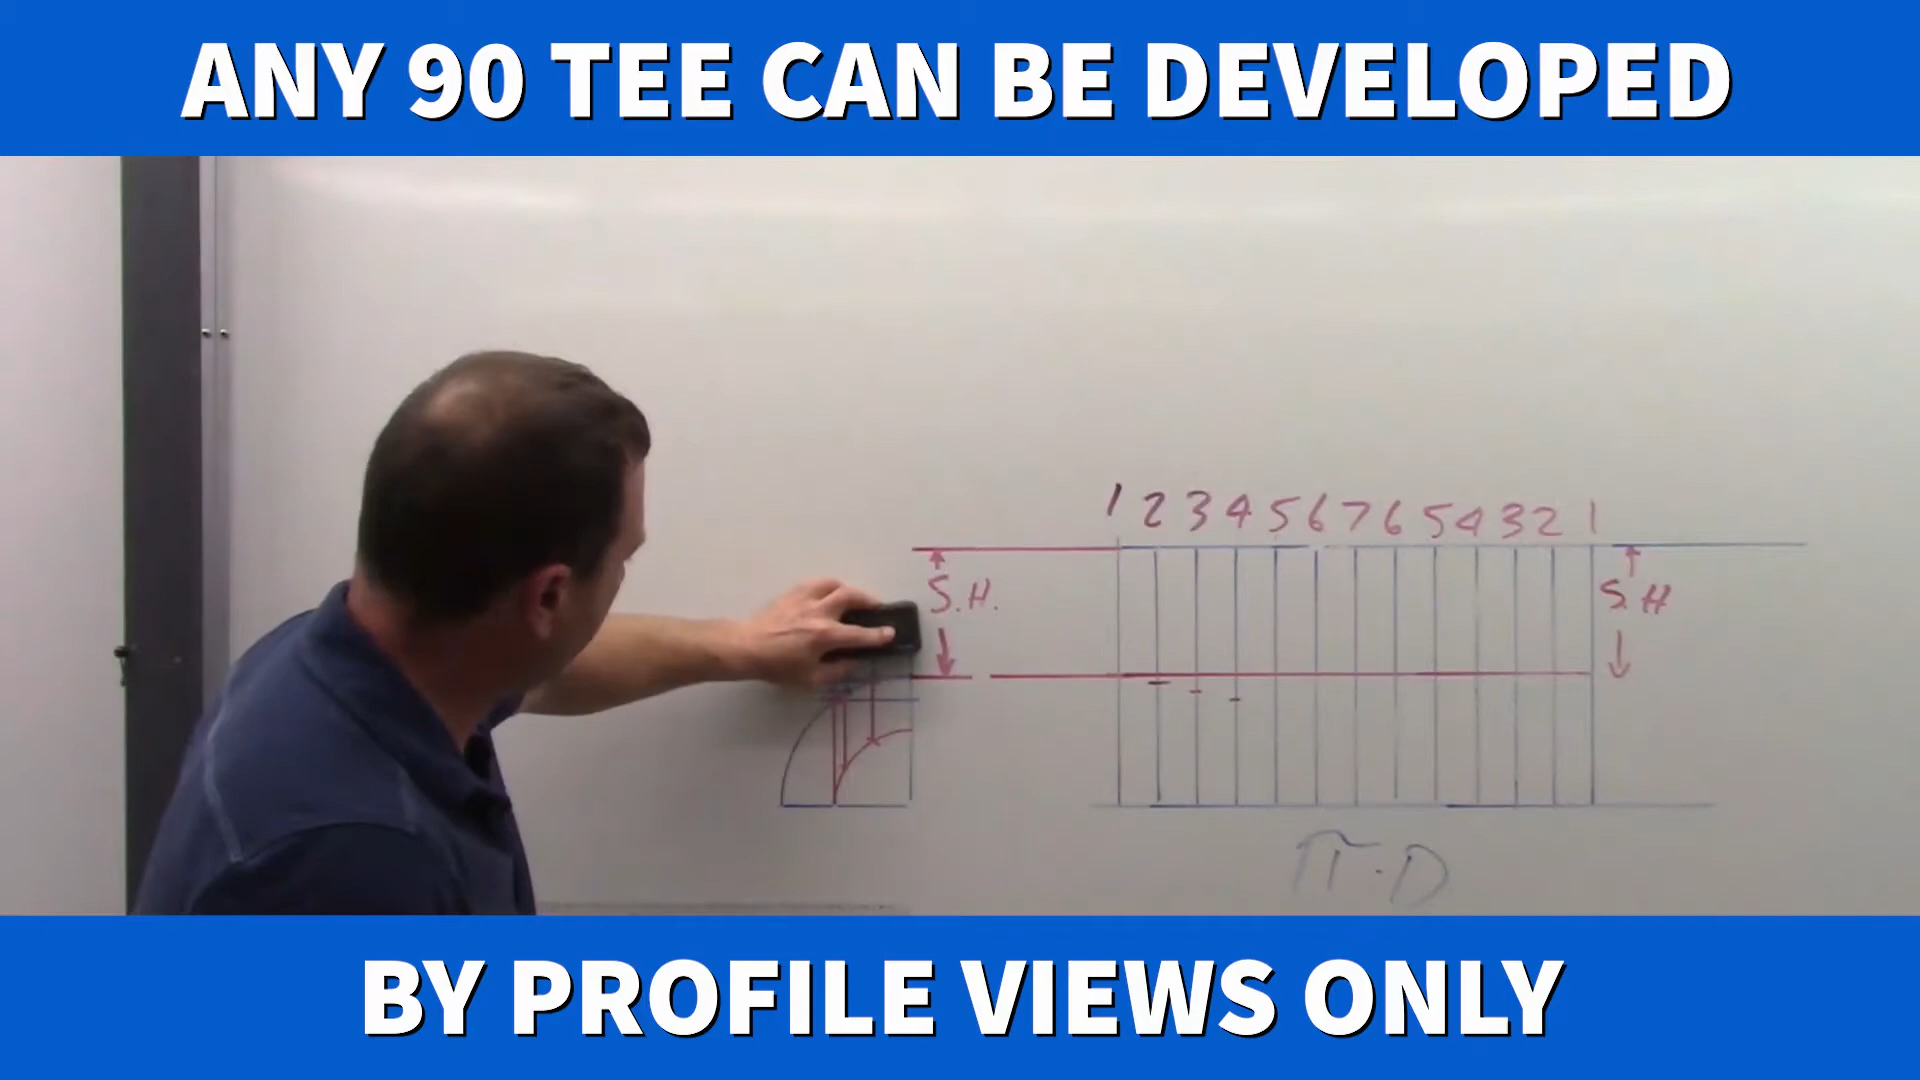 ANY 90 TEE CAN BE DEVELOPED
1 2 3 4 5 6 7 6 5 4 3 2 1
S.H. S.H
π·D
BY PROFILE VIEWS ONLY